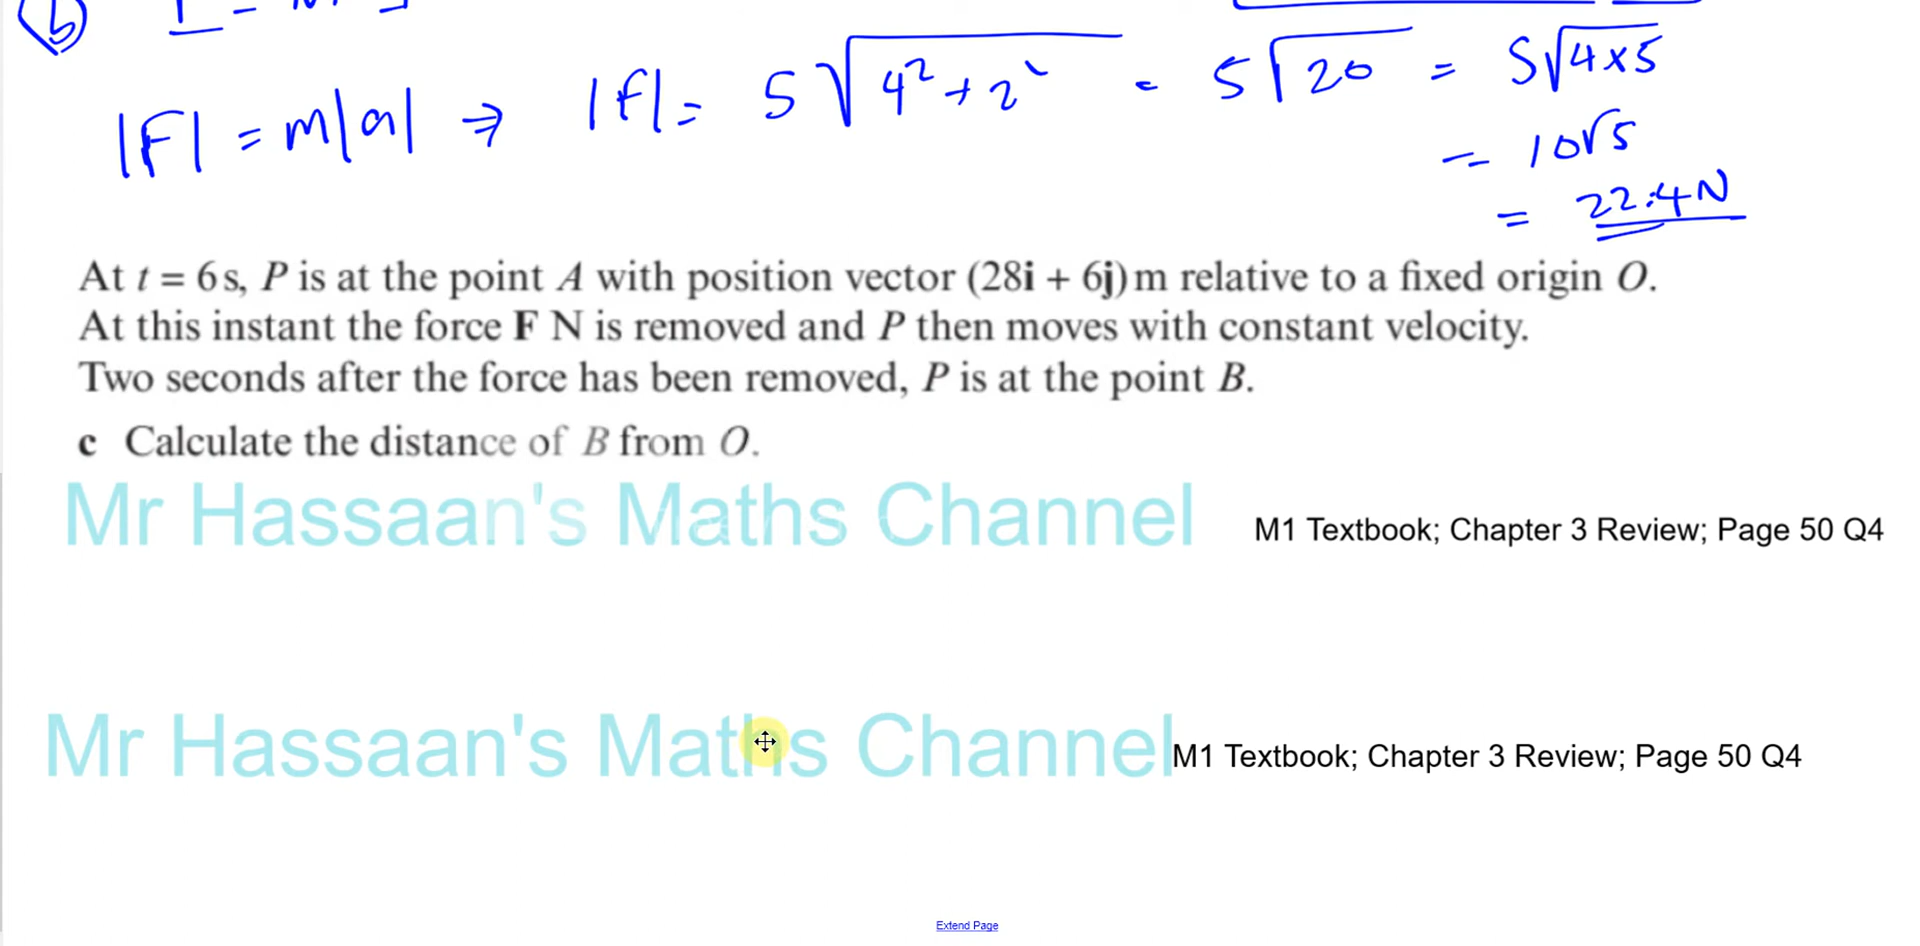 b
|F| = m|a| ⇒ |F| = 5√4²+2² = 5√20 = 5√4×5
= 10√5
= 22.4N
At t = 6 s, P is at the point A with position vector (28i + 6j) m relative to a fixed origin O.
At this instant the force F N is removed and P then moves with constant velocity.
Two seconds after the force has been removed, P is at the point B.
c Calculate the distance of B from O.
Mr Hassaan's Maths Channel M1 Textbook; Chapter 3 Review; Page 50 Q4
Mr Hassaan's Maths Channel M1 Textbook; Chapter 3 Review; Page 50 Q4
Extend Page